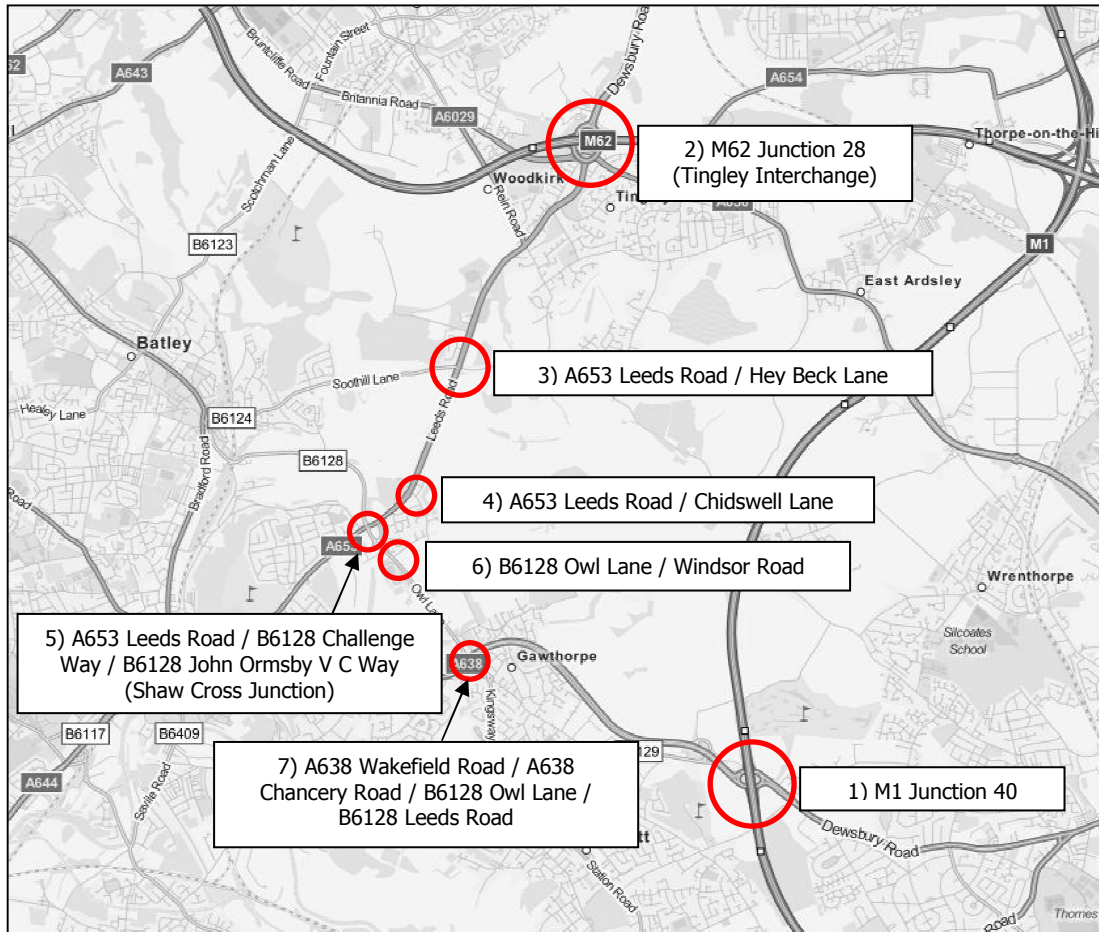 62
A643
Bruntcliffe Road
Fountain Street
Britannia Road
A6029
Dewsbury Road
A654
M62
Thorpe-on-the-Hi
2) M62 Junction 28
(Tingley Interchange)
Scotchman Lane
Woodkirk
Rein Road
B6123
M1
East Ardsley
Batley
Soothill Lane
3) A653 Leeds Road / Hey Beck Lane
Healey Lane
B6124
Leeds Road
B6128
Bradford Road
Road
4) A653 Leeds Road / Chidswell Lane
6) B6128 Owl Lane / Windsor Road
Owl Lane
Wrenthorpe
5) A653 Leeds Road / B6128 Challenge
Way / B6128 John Ormsby V C Way
(Shaw Cross Junction)
Silcoates
School
A638
Gawthorpe
Kingsway
B6117
B6409
129
7) A638 Wakefield Road / A638
Chancery Road / B6128 Owl Lane /
B6128 Leeds Road
A644
Savile Road
1) M1 Junction 40
Dewsbury Road
tt
Station Road
Road
Thornes